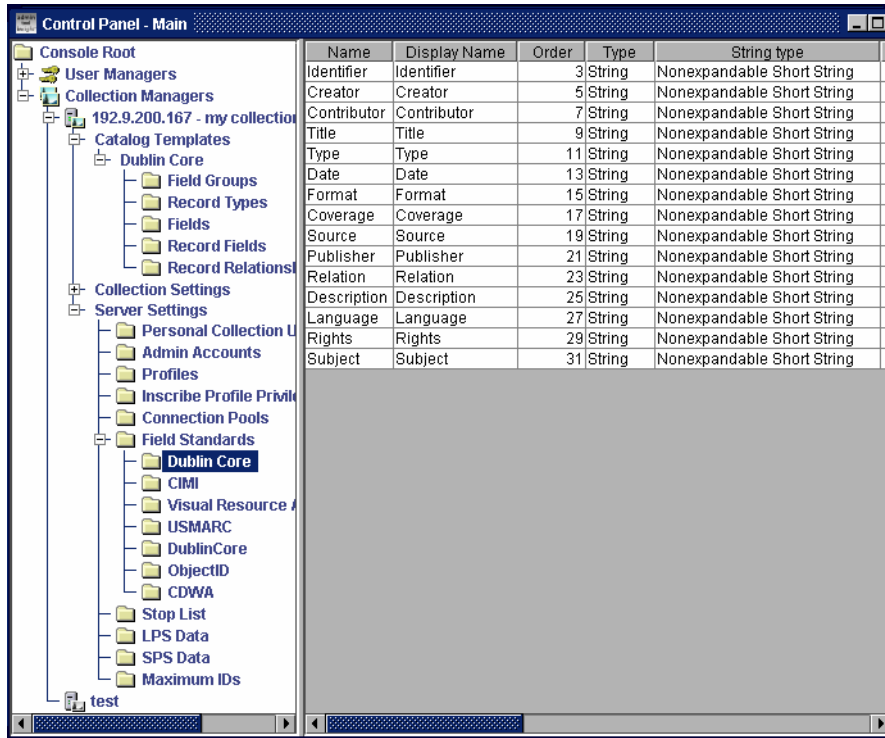 Control Panel - Main
Console Root
User Managers
Collection Managers
192.9.200.167 - my collection
Catalog Templates
Dublin Core
Field Groups
Record Types
Fields
Record Fields
Record Relations
Collection Settings
Server Settings
Personal Collection U
Admin Accounts
Profiles
Inscribe Profile Privile
Connection Pools
Field Standards
Dublin Core
CIMI
Visual Resource A
USMARC
DublinCore
ObjectID
CDWA
Stop List
LPS Data
SPS Data
Maximum IDs
test
Name Display Name Order Type String type
Identifier Identifier 3 String Nonexpandable Short String
Creator Creator 5 String Nonexpandable Short String
Contributor Contributor 7 String Nonexpandable Short String
Title Title 9 String Nonexpandable Short String
Type Type 11 String Nonexpandable Short String
Date Date 13 String Nonexpandable Short String
Format Format 15 String Nonexpandable Short String
Coverage Coverage 17 String Nonexpandable Short String
Source Source 19 String Nonexpandable Short String
Publisher Publisher 21 String Nonexpandable Short String
Relation Relation 23 String Nonexpandable Short String
Description Description 25 String Nonexpandable Short String
Language Language 27 String Nonexpandable Short String
Rights Rights 29 String Nonexpandable Short String
Subject Subject 31 String Nonexpandable Short String